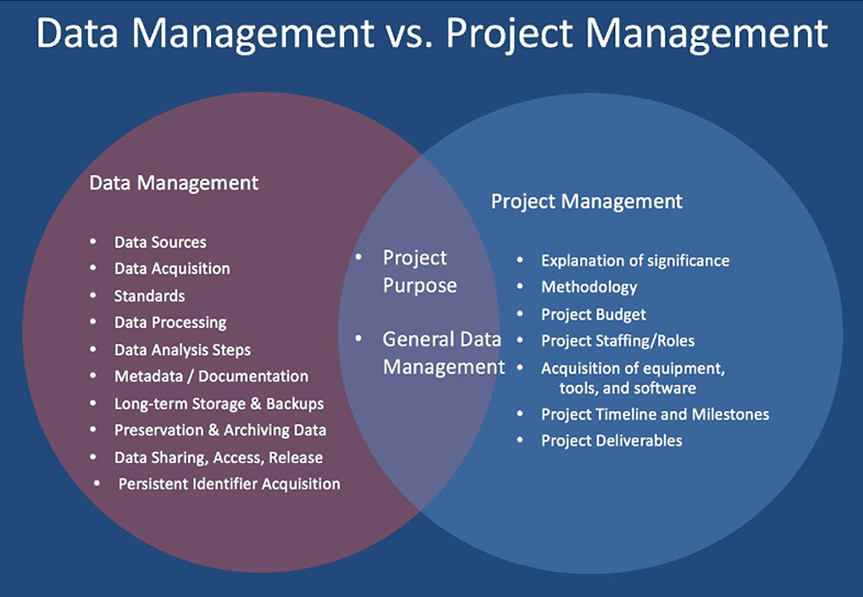 Data Management vs. Project Management
Data Management
• Data Sources
• Data Acquisition
• Standards
• Data Processing
• Data Analysis Steps
• Metadata / Documentation
• Long-term Storage & Backups
• Preservation & Archiving Data
• Data Sharing, Access, Release
• Persistent Identifier Acquisition
• Project
Purpose
• General Data
Management
Project Management
• Explanation of significance
• Methodology
• Project Budget
• Project Staffing/Roles
• Acquisition of equipment,
tools, and software
• Project Timeline and Milestones
• Project Deliverables